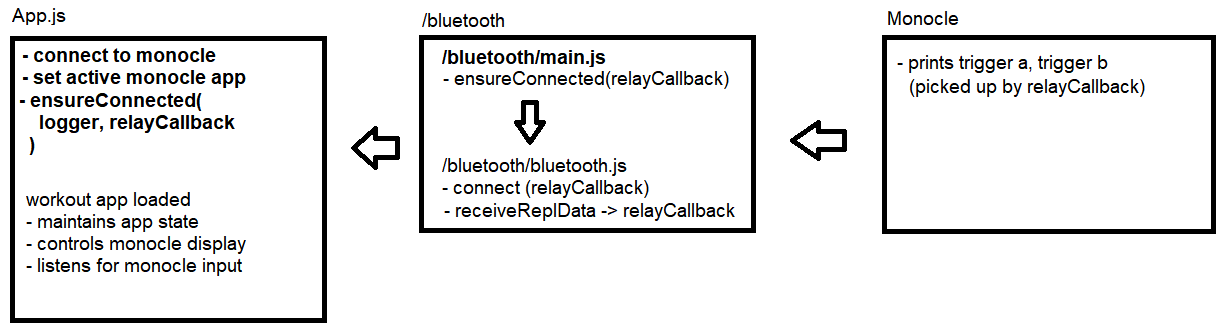 App.js
- connect to monocle
- set active monocle app
- ensureConnected(
logger, relayCallback
)
workout app loaded
- maintains app state
- controls monocle display
- listens for monocle input
/bluetooth
/bluetooth/main.js
- ensureConnected(relayCallback)
/bluetooth/bluetooth.js
- connect (relayCallback)
- receiveReplData -> relayCallback
Monocle
- prints trigger a, trigger b
(picked up by relayCallback)